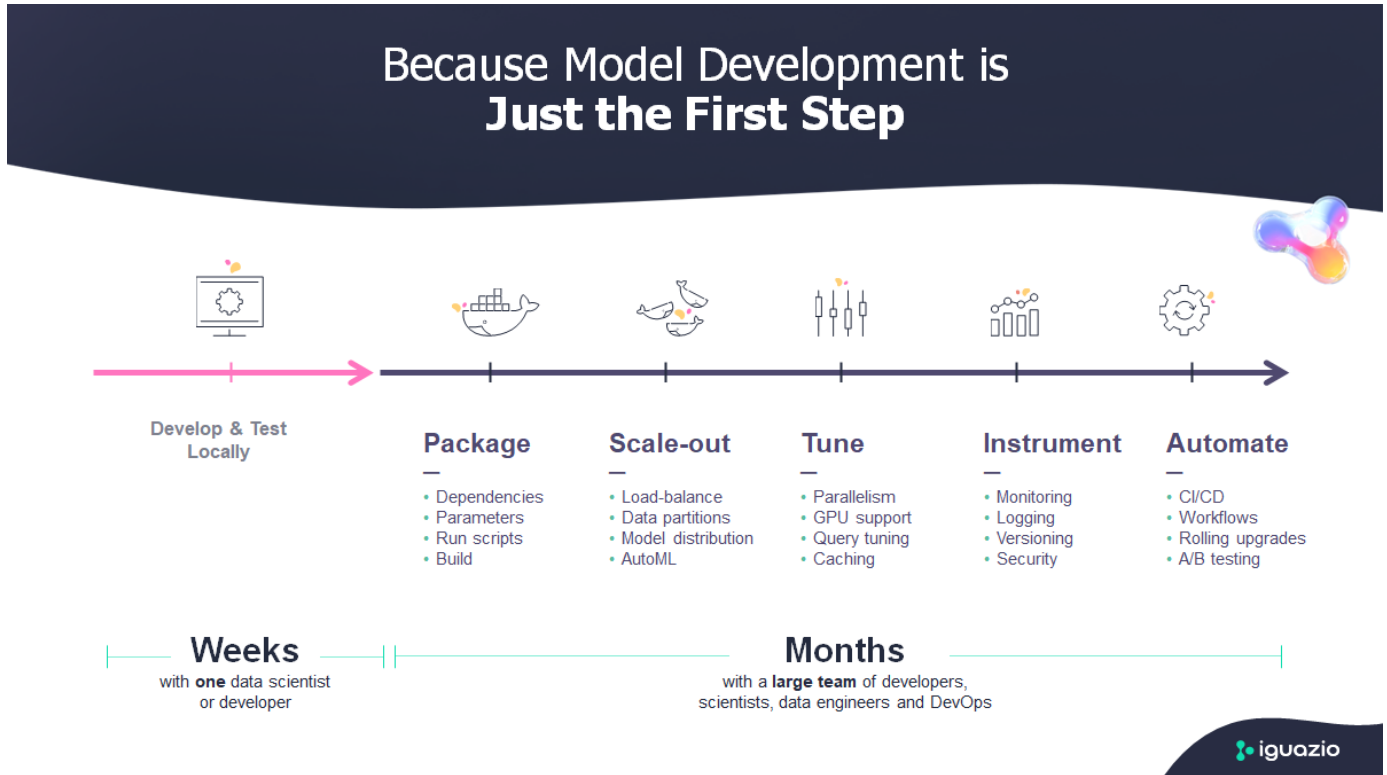 Because Model Development is
Just the First Step
Develop & Test
Locally
Package
Dependencies
Parameters
Run scripts
Build
Scale-out
Load-balance
Data partitions
Model distribution
AutoML
Tune
Parallelism
GPU support
Query tuning
Caching
Instrument
Monitoring
Logging
Versioning
Security
Automate
CI/CD
Workflows
Rolling upgrades
A/B testing
Weeks
with one data scientist
or developer
Months
with a large team of developers,
scientists, data engineers and DevOps
iguazio